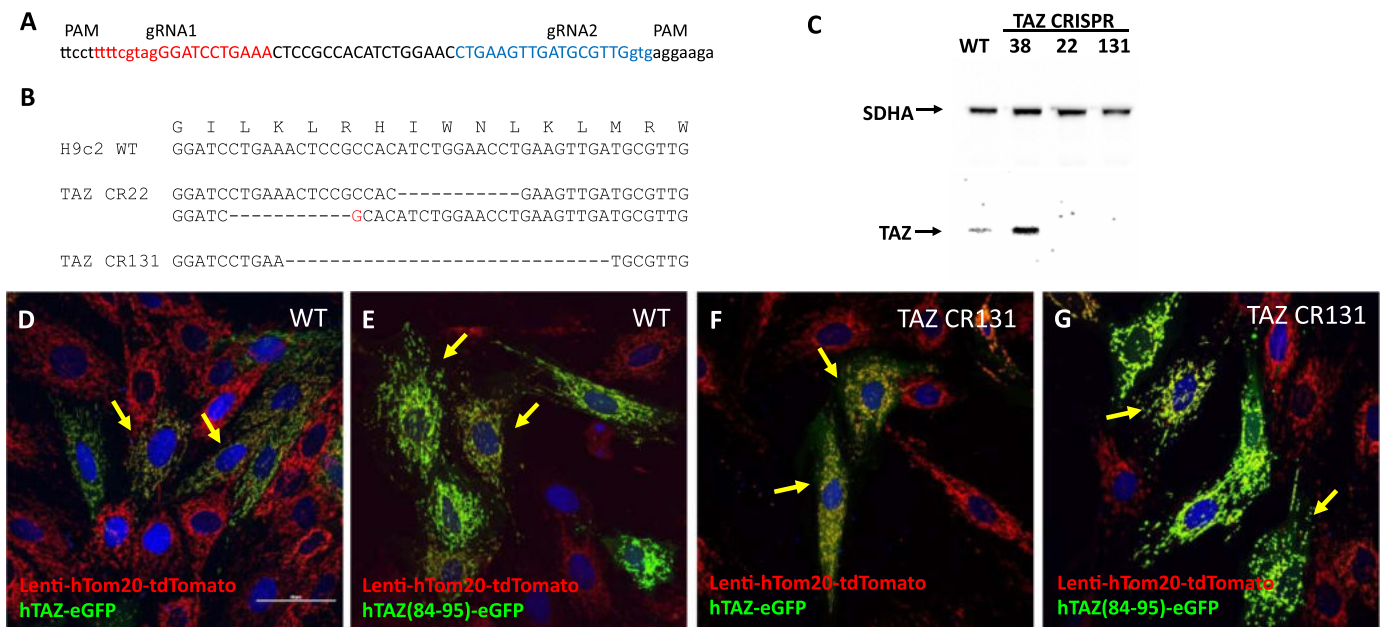 A
PAM gRNA1 gRNA2 PAM
ttcctttttcgtagGGATCCTGAAACTCCGCCACATCTGGAACCTGAAGTTGATGCGTTGgtgaggaaga
B
G I L K L R H I W N L K L M R W
H9c2 WT GGATCCTGAAACTCCGCCACATCTGGAACCTGAAGTTGATGCGTTG
TAZ CR22 GGATCCTGAAACTCCGCCAC-----------GAAGTTGATGCGTTG
GGATC-----------GCACATCTGGAACCTGAAGTTGATGCGTTG
TAZ CR131 GGATCCTGAA-----------------------------TGCGTTG
C
TAZ CRISPR
WT 38 22 131
SDHA
TAZ
D WT
Lenti-hTom20-tdTomato
hTAZ-eGFP
E WT
Lenti-hTom20-tdTomato
hTAZ(84-95)-eGFP
F TAZ CR131
Lenti-hTom20-tdTomato
hTAZ-eGFP
G TAZ CR131
Lenti-hTom20-tdTomato
hTAZ(84-95)-eGFP